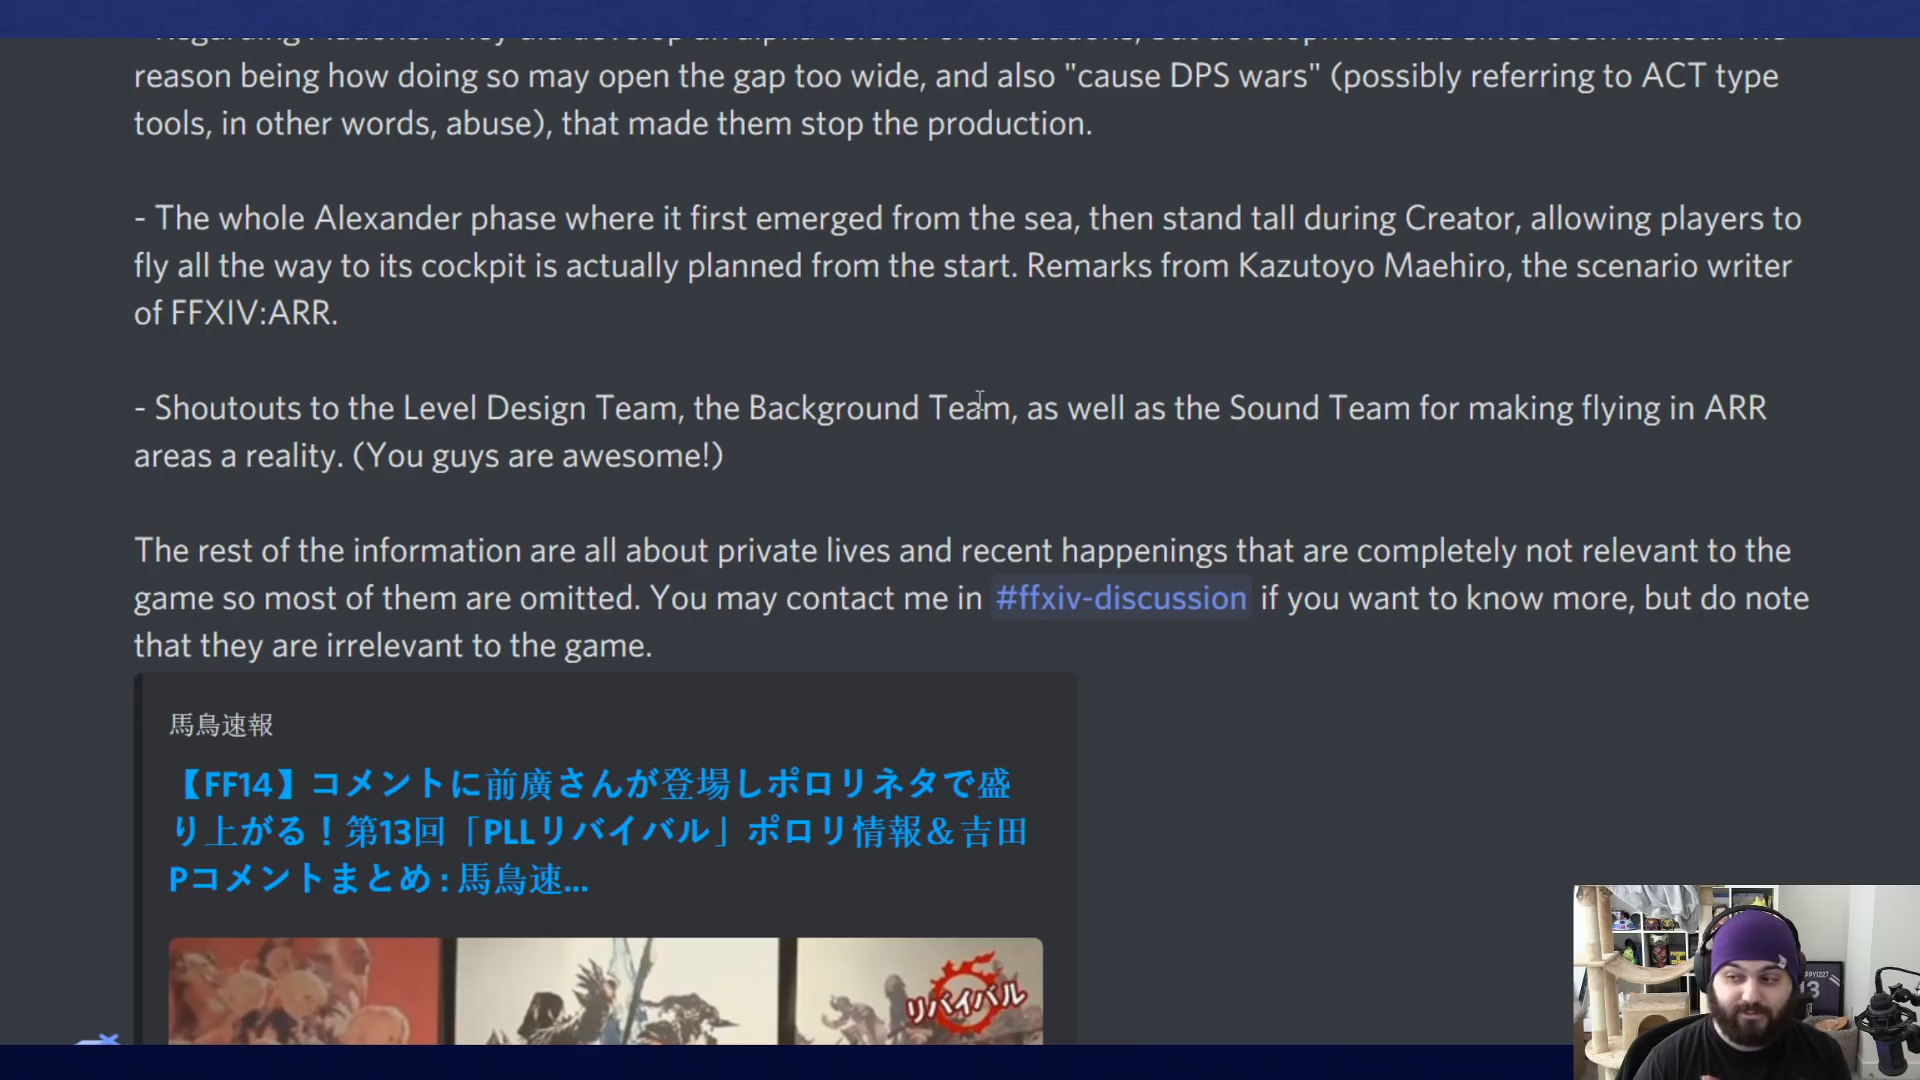 reason being how doing so may open the gap too wide, and also "cause DPS wars" (possibly referring to ACT type
tools, in other words, abuse), that made them stop the production.
- The whole Alexander phase where it first emerged from the sea, then stand tall during Creator, allowing players to
fly all the way to its cockpit is actually planned from the start. Remarks from Kazutoyo Maehiro, the scenario writer
of FFXIV:ARR.
- Shoutouts to the Level Design Team, the Background Team, as well as the Sound Team for making flying in ARR
areas a reality. (You guys are awesome!)
The rest of the information are all about private lives and recent happenings that are completely not relevant to the
game so most of them are omitted. You may contact me in #ffxiv-discussion if you want to know more, but do note
that they are irrelevant to the game.
馬鳥速報
【FF14】コメントに前廣さんが登場しポロリネタで盛
り上がる！第13回「PLLリバイバル」ポロリ情報＆吉田
Pコメントまとめ : 馬鳥速...
リバイバル
13